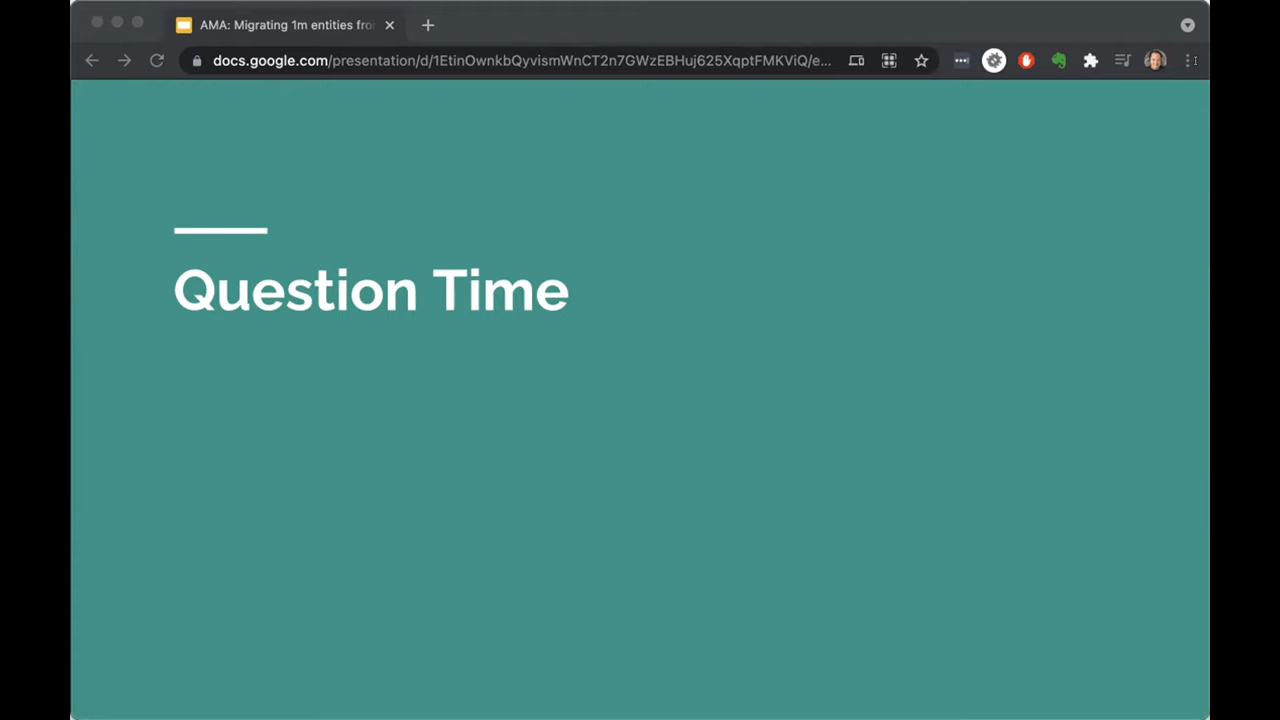 AMA: Migrating 1m entities fro
docs.google.com/presentation/d/1EtinOwnkbQyvismWnCT2n7GWzEBHuj625XqptFMKViQ/e...
Question Time